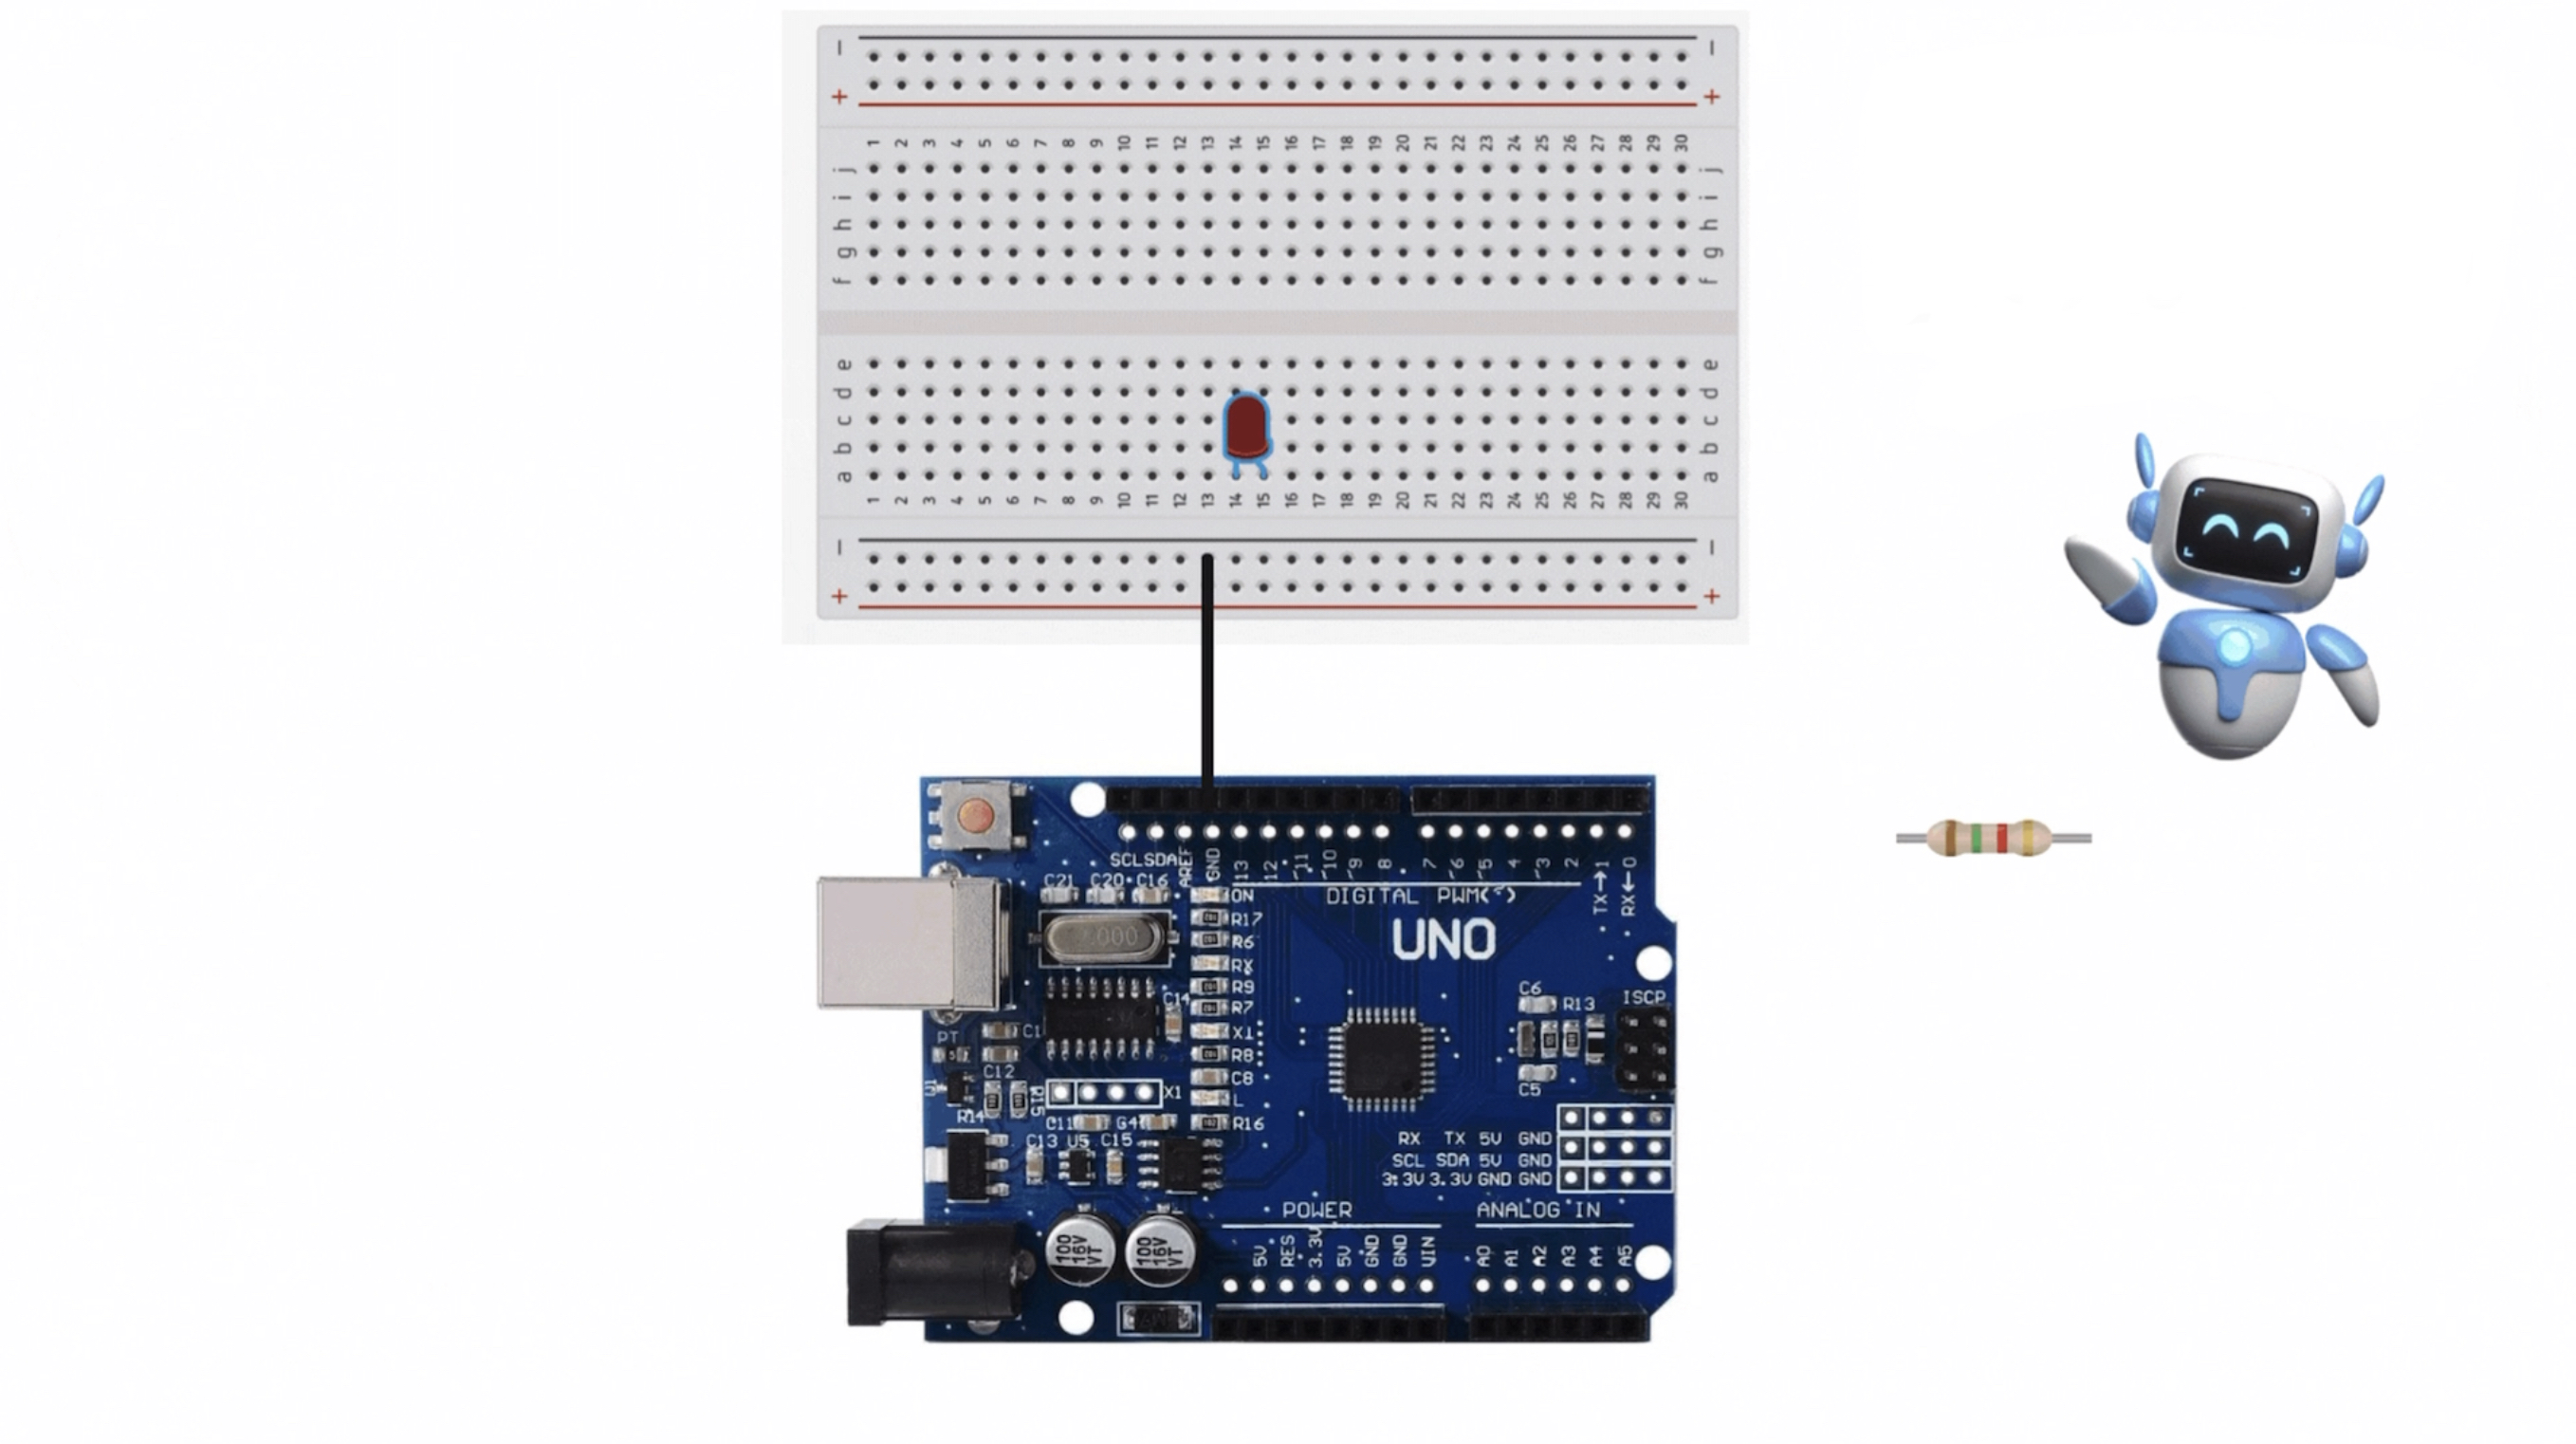 − −
+ +
1 2 3 4 5 6 7 8 9 10 11 12 13 14 15 16 17 18 19 20 21 22 23 24 25 26 27 28 29 30
j j
i i
h h
g g
f f
e e
d d
c c
b b
a a
1 2 3 4 5 6 7 8 9 10 11 12 13 14 15 16 17 18 19 20 21 22 23 24 25 26 27 28 29 30
− −
+ +
SCL SDA AREF GND 13 12 ~11 ~10 ~9 8 7 ~6 ~5 4 ~3 2 TX→1 RX←0
C21 C20 C16 ON
DIGITAL PWM(~)
R17
UNO
R6
RX
R9
C14 R7
C6 R13 ISCP
C1 X1
PT R8
C12 C8
C5
X1 L
R14 R15
C11 G4 R16
C13 U5 C15
RX TX 5V GND
SCL SDA 5V GND
3.3V 3.3V GND GND
POWER ANALOG IN
5V RES 3.3V 5V GND GND VIN A0 A1 A2 A3 A4 A5
100 16V VT 100 16V VT